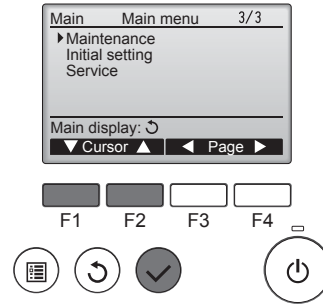 Main Main menu 3/3
Maintenance
Initial setting
Service
Main display:
Cursor Page
F1 F2 F3 F4